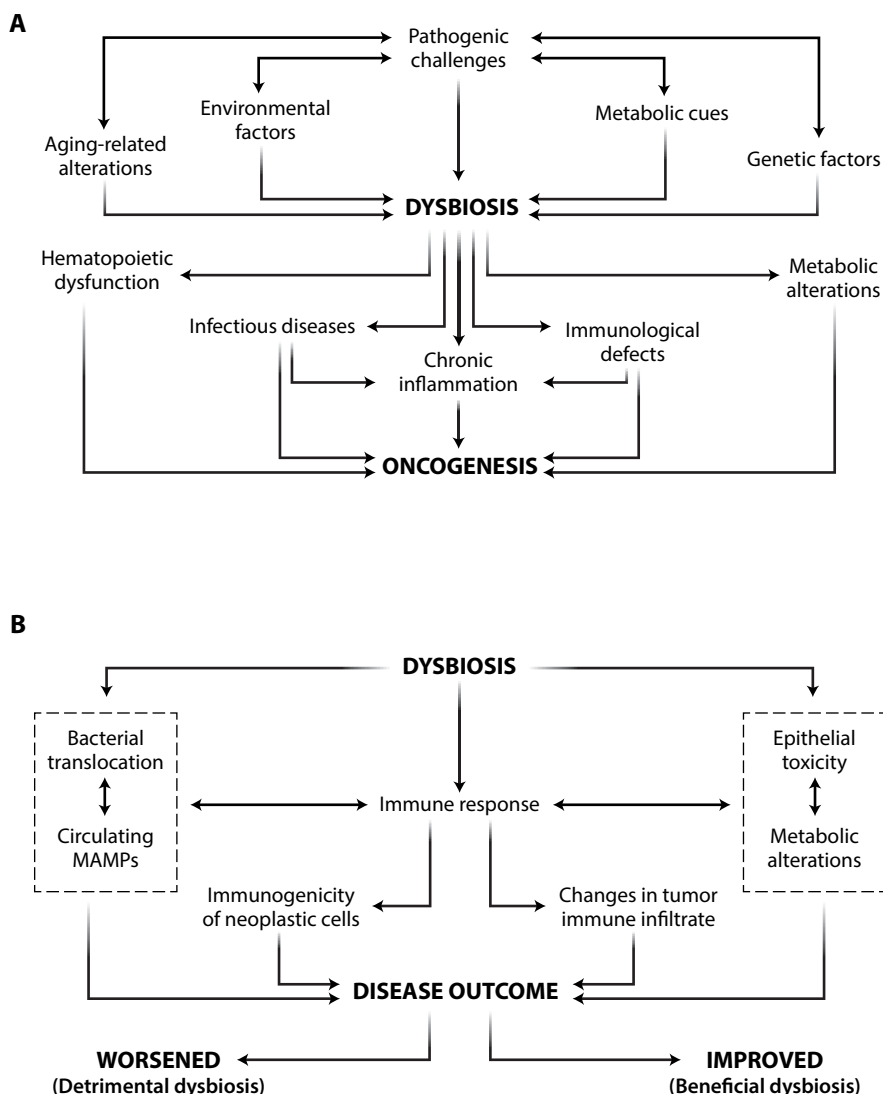 A
Pathogenic
challenges
Environmental
factors
Metabolic cues
Aging-related
alterations
Genetic factors
DYSBIOSIS
Hematopoietic
dysfunction
Metabolic
alterations
Infectious diseases
Immunological
defects
Chronic
inflammation
ONCOGENESIS
B
DYSBIOSIS
Bacterial
translocation
Circulating
MAMPs
Epithelial
toxicity
Metabolic
alterations
Immune response
Immunogenicity
of neoplastic cells
Changes in tumor
immune infiltrate
DISEASE OUTCOME
WORSENED
(Detrimental dysbiosis)
IMPROVED
(Beneficial dysbiosis)